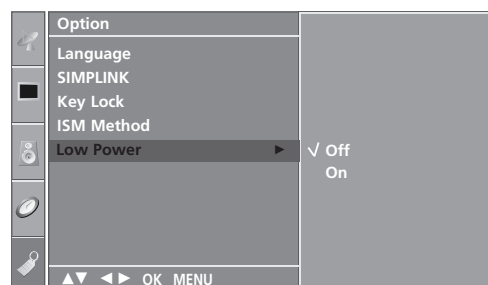 Option
Language
SIMPLINK
Key Lock
ISM Method
Low Power ►
√ Off
On
▲▼ ◄► OK MENU